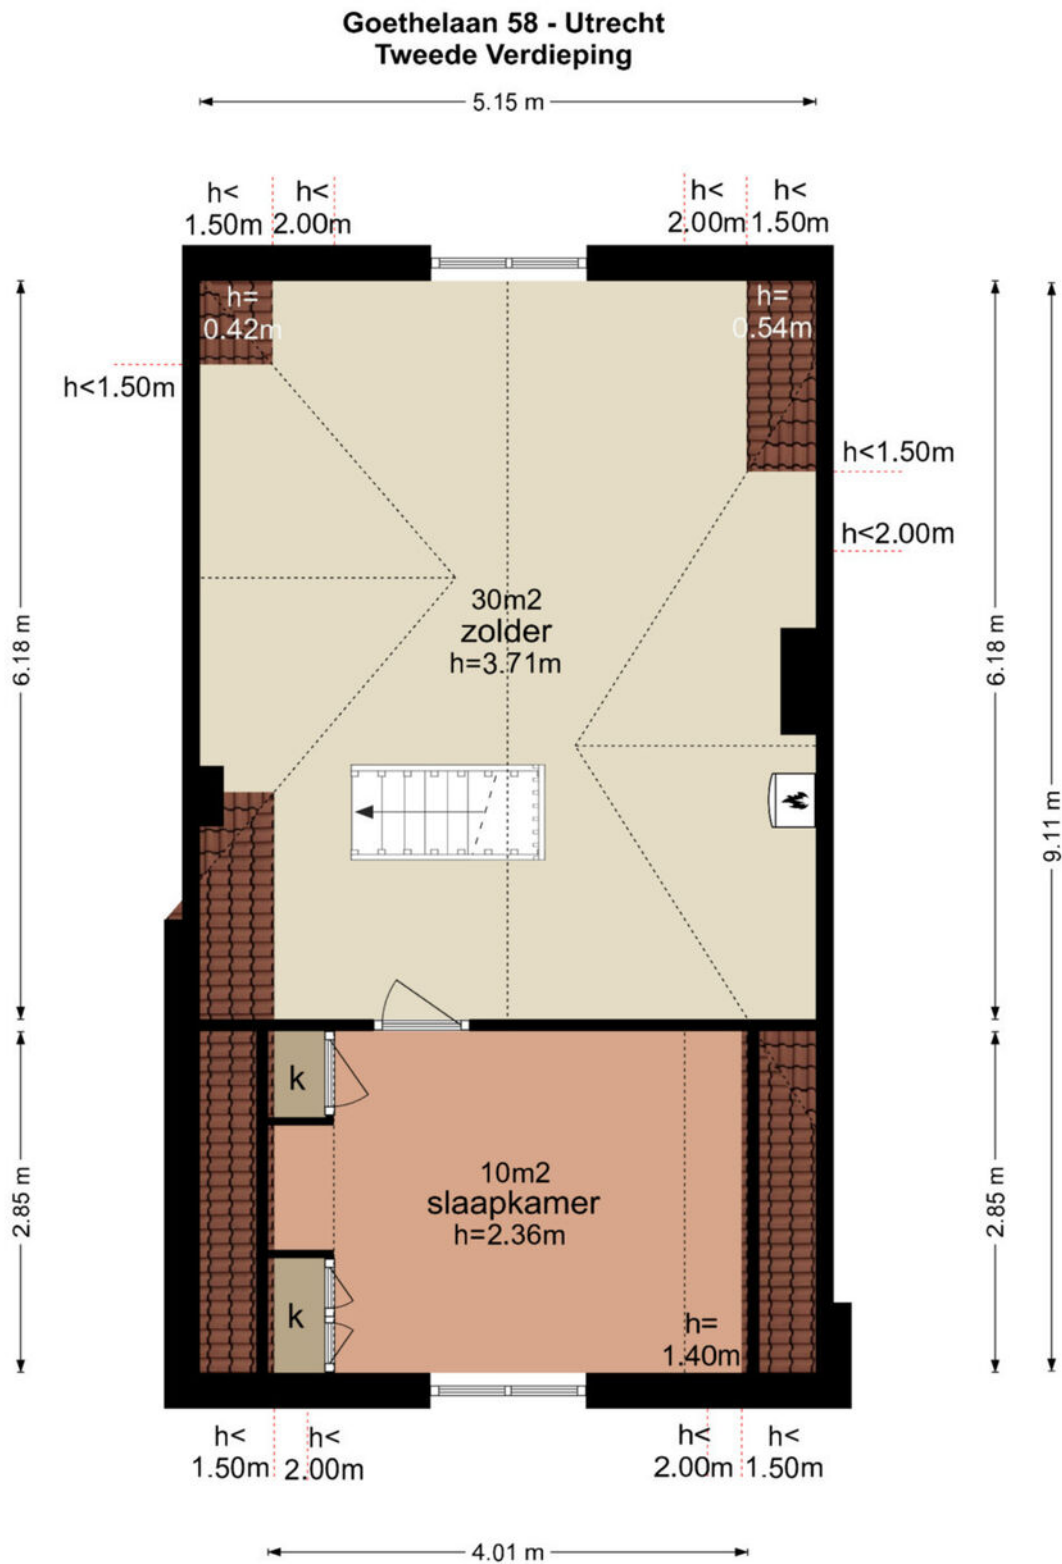 Goethelaan 58 - Utrecht
Tweede Verdieping
5.15 m
h<
1.50m
h<
2.00m
h<
2.00m
h<
1.50m
h=
0.42m
h=
0.54m
h<1.50m
h<1.50m
h<2.00m
6.18 m
30m2
zolder
h=3.71m
6.18 m
9.11 m
k
2.85 m
10m2
slaapkamer
h=2.36m
2.85 m
k
h=
1.40m
h<
1.50m
h<
2.00m
h<
2.00m
h<
1.50m
4.01 m